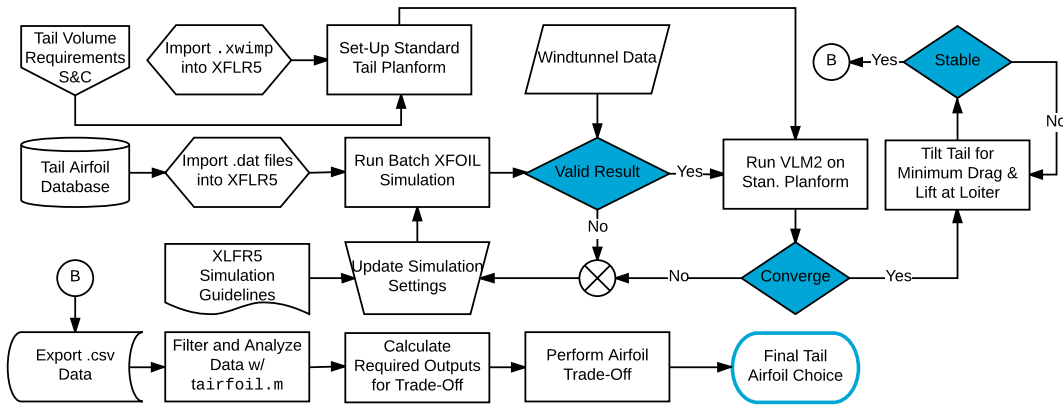 Tail Volume
Requirements
S&C
Import .xwimp
into XFLR5
Set-Up Standard
Tail Planform
Windtunnel Data
B
Yes
Stable
No
Tail Airfoil
Database
Import .dat files
into XFLR5
Run Batch XFOIL
Simulation
Valid Result
Yes
Run VLM2 on
Stan. Planform
Tilt Tail for
Minimum Drag &
Lift at Loiter
No
B
XLFR5
Simulation
Guidelines
Update Simulation
Settings
No
Converge
Yes
Export .csv
Data
Filter and Analyze
Data w/
tairfoil.m
Calculate
Required Outputs
for Trade-Off
Perform Airfoil
Trade-Off
Final Tail
Airfoil Choice